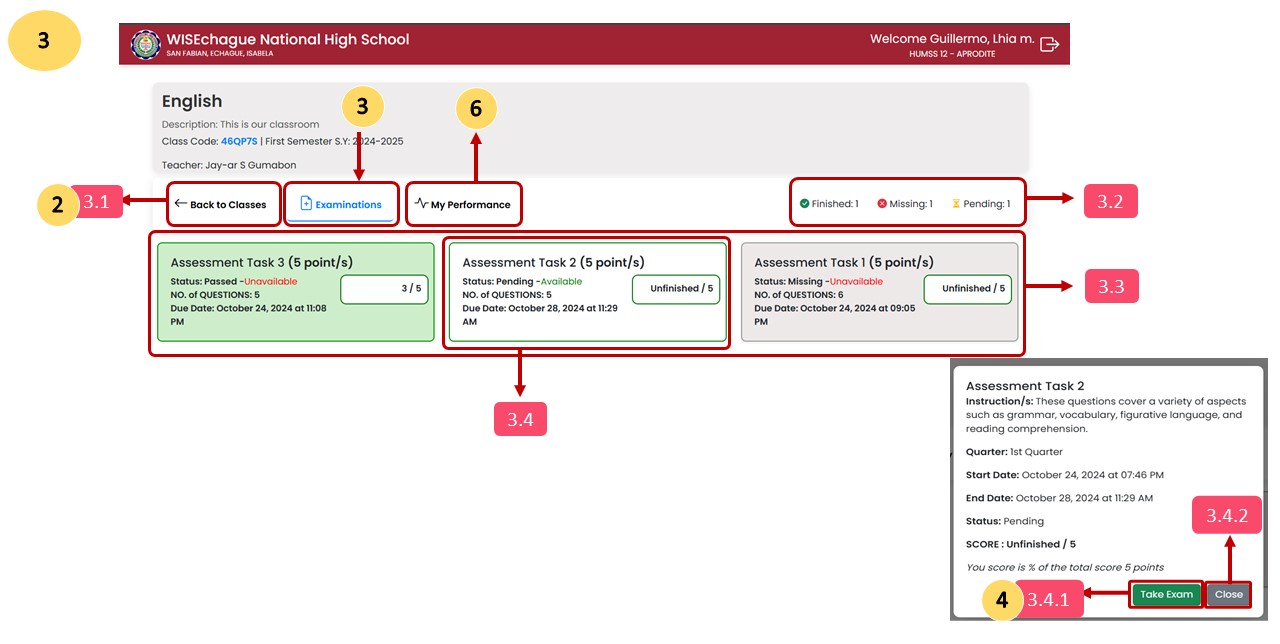 3
WISEchague National High School
SAN FABIAN, ECHAGUE, ISABELA
Welcome Guillermo, Lhia m.
HUMSS 12 - APRODITE
English
Description: This is our classroom
Class Code: 46QP7S | First Semester S.Y: 2024-2025
Teacher: Jay-ar S Gumabon
3
6
2
3.1
Back to Classes
Examinations
My Performance
Finished: 1
Missing: 1
Pending: 1
3.2
Assessment Task 3 (5 point/s)
Status: Passed -Unavailable
NO. of QUESTIONS: 5
Due Date: October 24, 2024 at 11:08
PM
3 / 5
Assessment Task 2 (5 point/s)
Status: Pending -Available
NO. of QUESTIONS: 5
Due Date: October 28, 2024 at 11:29
AM
Unfinished / 5
Assessment Task 1 (5 point/s)
Status: Missing -Unavailable
NO. of QUESTIONS: 6
Due Date: October 24, 2024 at 09:05
PM
Unfinished / 5
3.3
3.4
Assessment Task 2
Instruction/s: These questions cover a variety of aspects
such as grammar, vocabulary, figurative language, and
reading comprehension.
Quarter: 1st Quarter
Start Date: October 24, 2024 at 07:46 PM
End Date: October 28, 2024 at 11:29 AM
Status: Pending
SCORE : Unfinished / 5
You score is % of the total score 5 points
3.4.2
4
3.4.1
Take Exam
Close